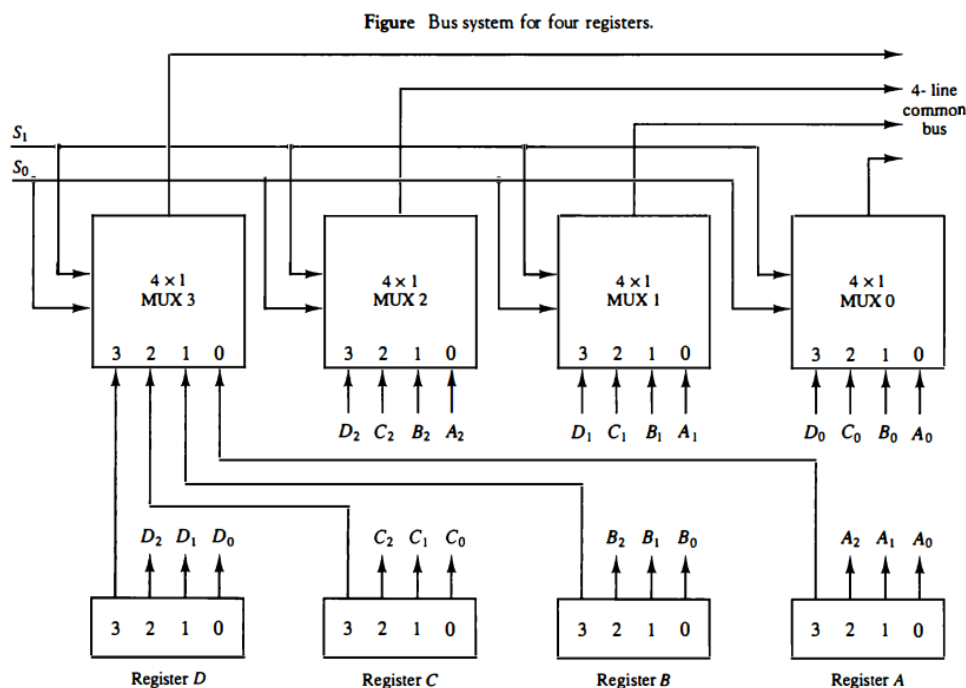 Figure Bus system for four registers.
4- line
common
bus
S₁
S₀
4 × 1
MUX 3
3 2 1 0
4 × 1
MUX 2
3 2 1 0
4 × 1
MUX 1
3 2 1 0
4 × 1
MUX 0
3 2 1 0
D₂ C₂ B₂ A₂
D₁ C₁ B₁ A₁
D₀ C₀ B₀ A₀
D₂ D₁ D₀
C₂ C₁ C₀
B₂ B₁ B₀
A₂ A₁ A₀
3 2 1 0
3 2 1 0
3 2 1 0
3 2 1 0
Register D
Register C
Register B
Register A